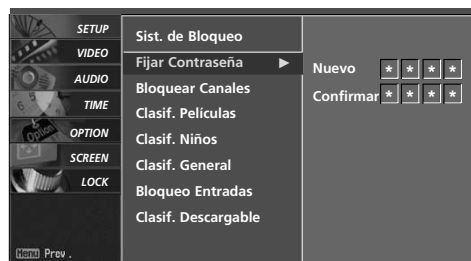 SETUP
VIDEO
AUDIO
TIME
OPTION
SCREEN
LOCK
Menu Prev.
Sist. de Bloqueo
Fijar Contraseña ►
Bloquear Canales
Clasif. Películas
Clasif. Niños
Clasif. General
Bloqueo Entradas
Clasif. Descargable
Nuevo * * * *
Confirmar * * * *